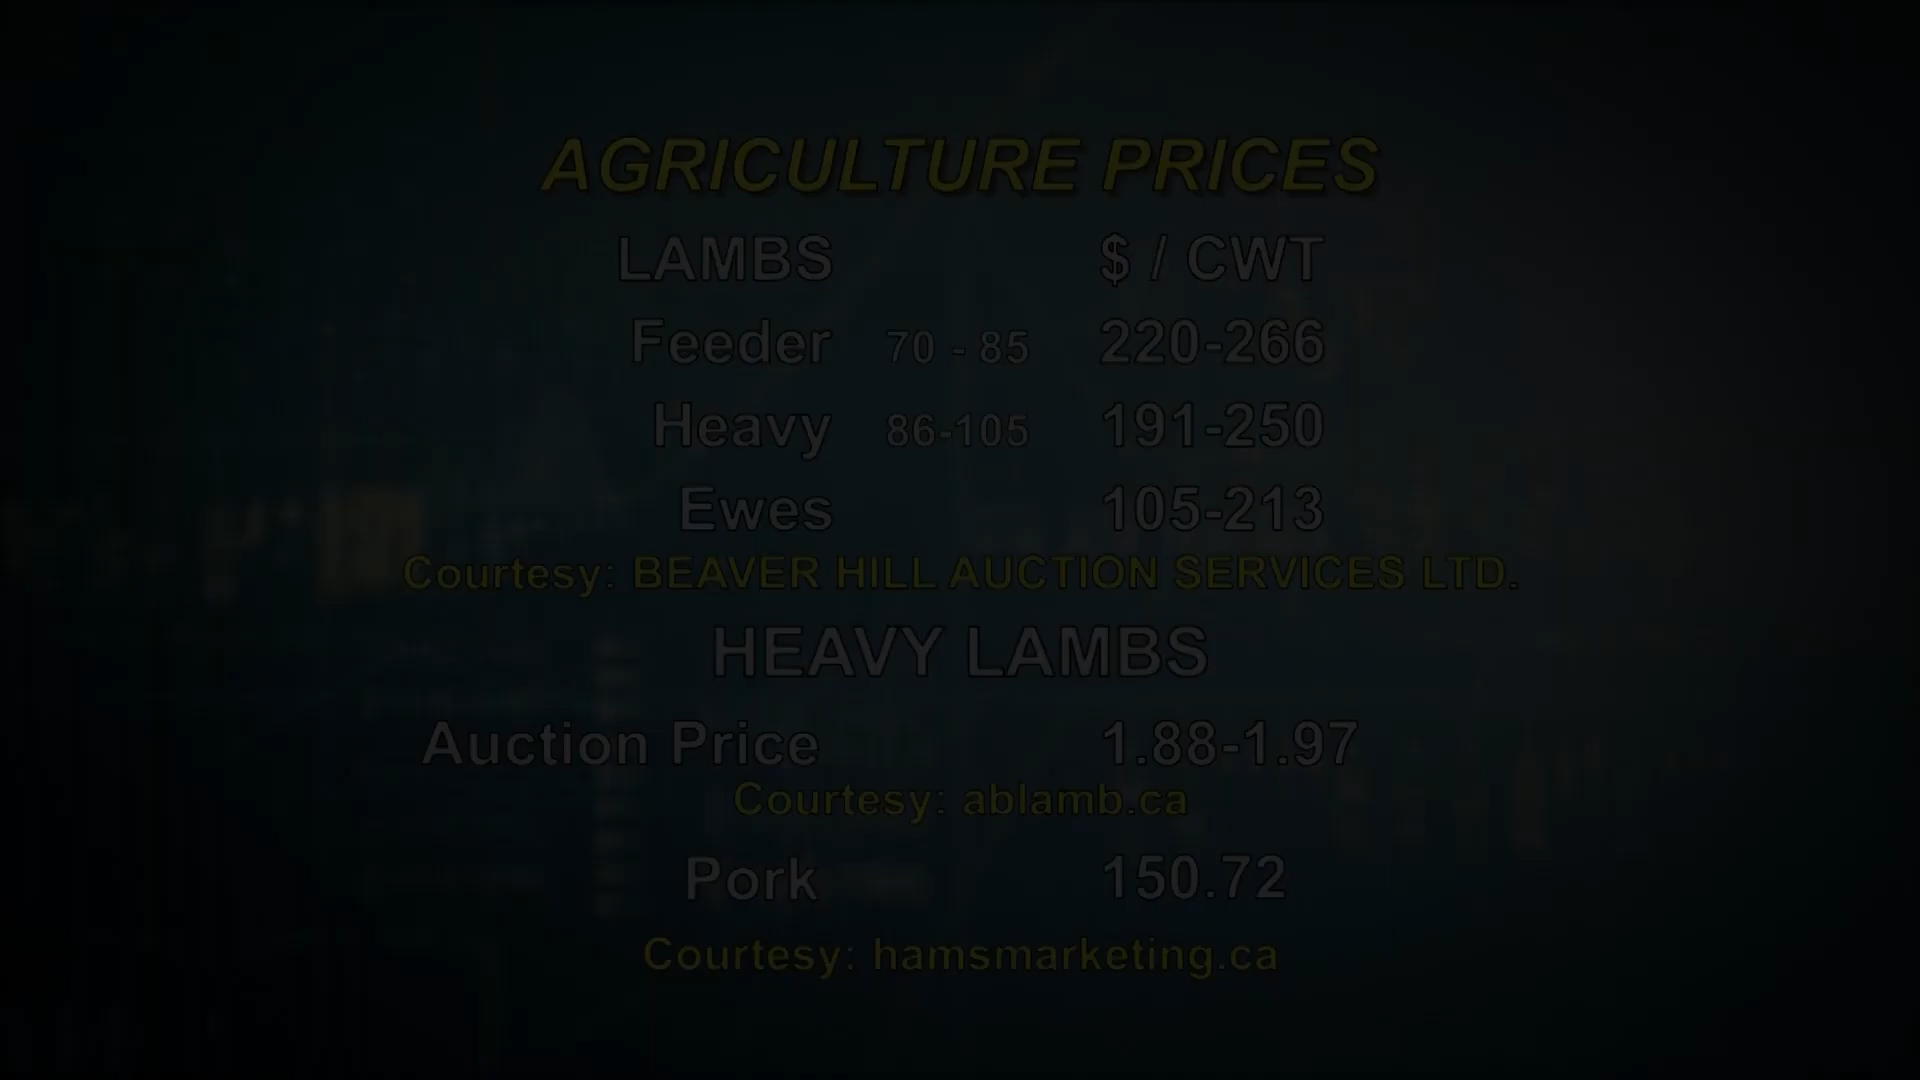 AGRICULTURE PRICES
LAMBS $ / CWT
Feeder 70 - 85 220-266
Heavy 86-105 191-250
Ewes 105-213
Courtesy: BEAVER HILL AUCTION SERVICES LTD.
HEAVY LAMBS
Auction Price 1.88-1.97
Courtesy: ablamb.ca
Pork 150.72
Courtesy: hamsmarketing.ca